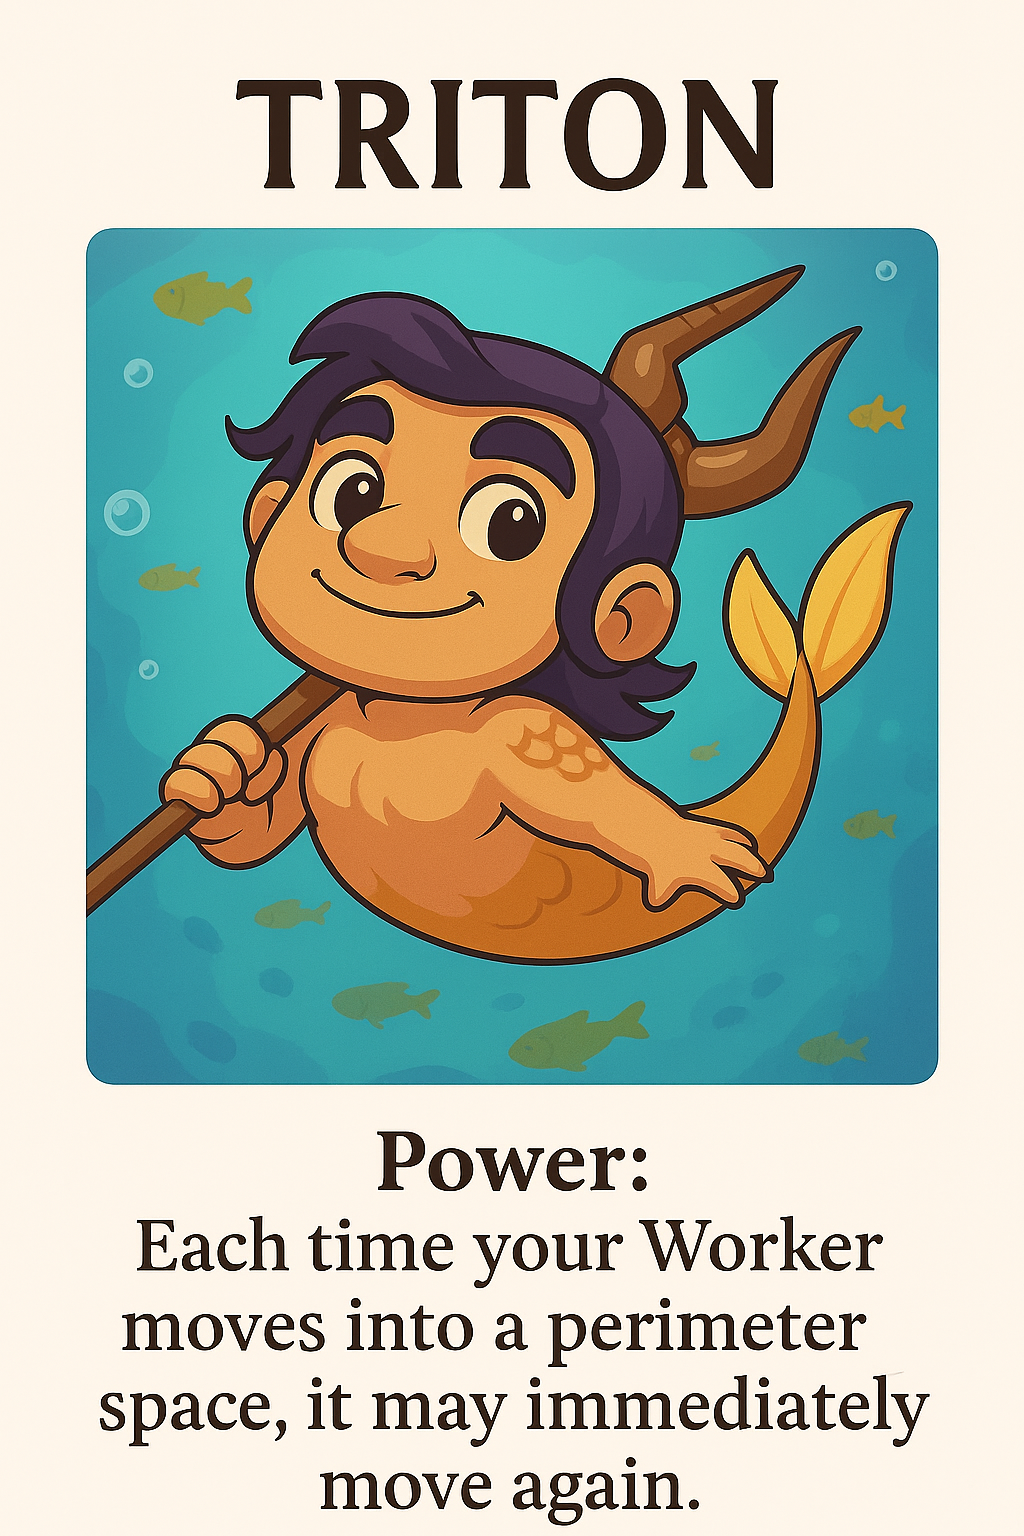 TRITON
Power:
Each time your Worker
moves into a perimeter
space, it may immediately
move again.